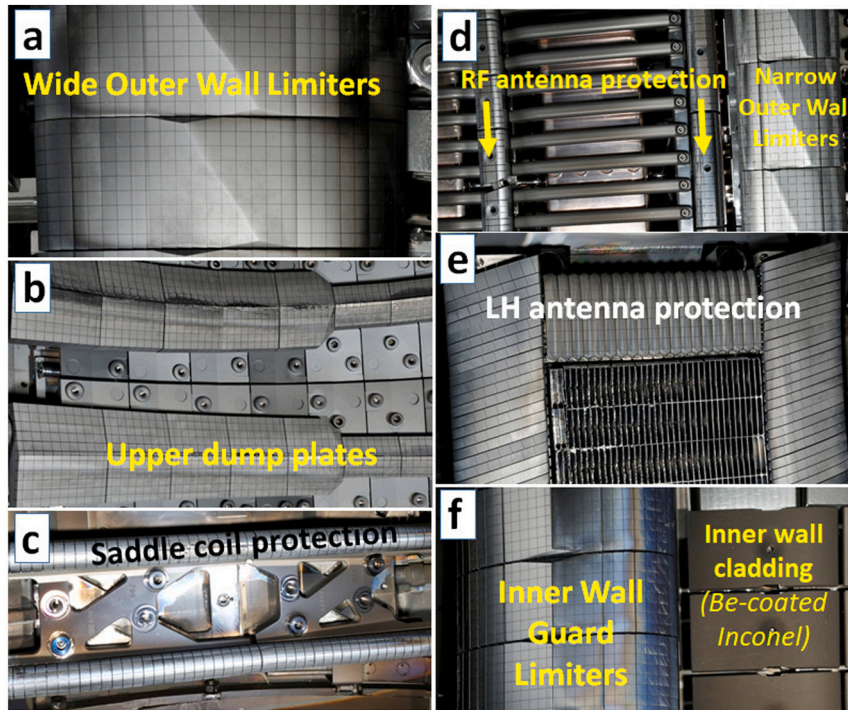 a
Wide Outer Wall Limiters
b
Upper dump plates
c
Saddle coil protection
d
RF antenna protection
Narrow
Outer Wal
Limiters
e
LH antenna protection
f
Inner Wall
Guard
Limiters
Inner wall
cladding
(Be-coated
Inconel)